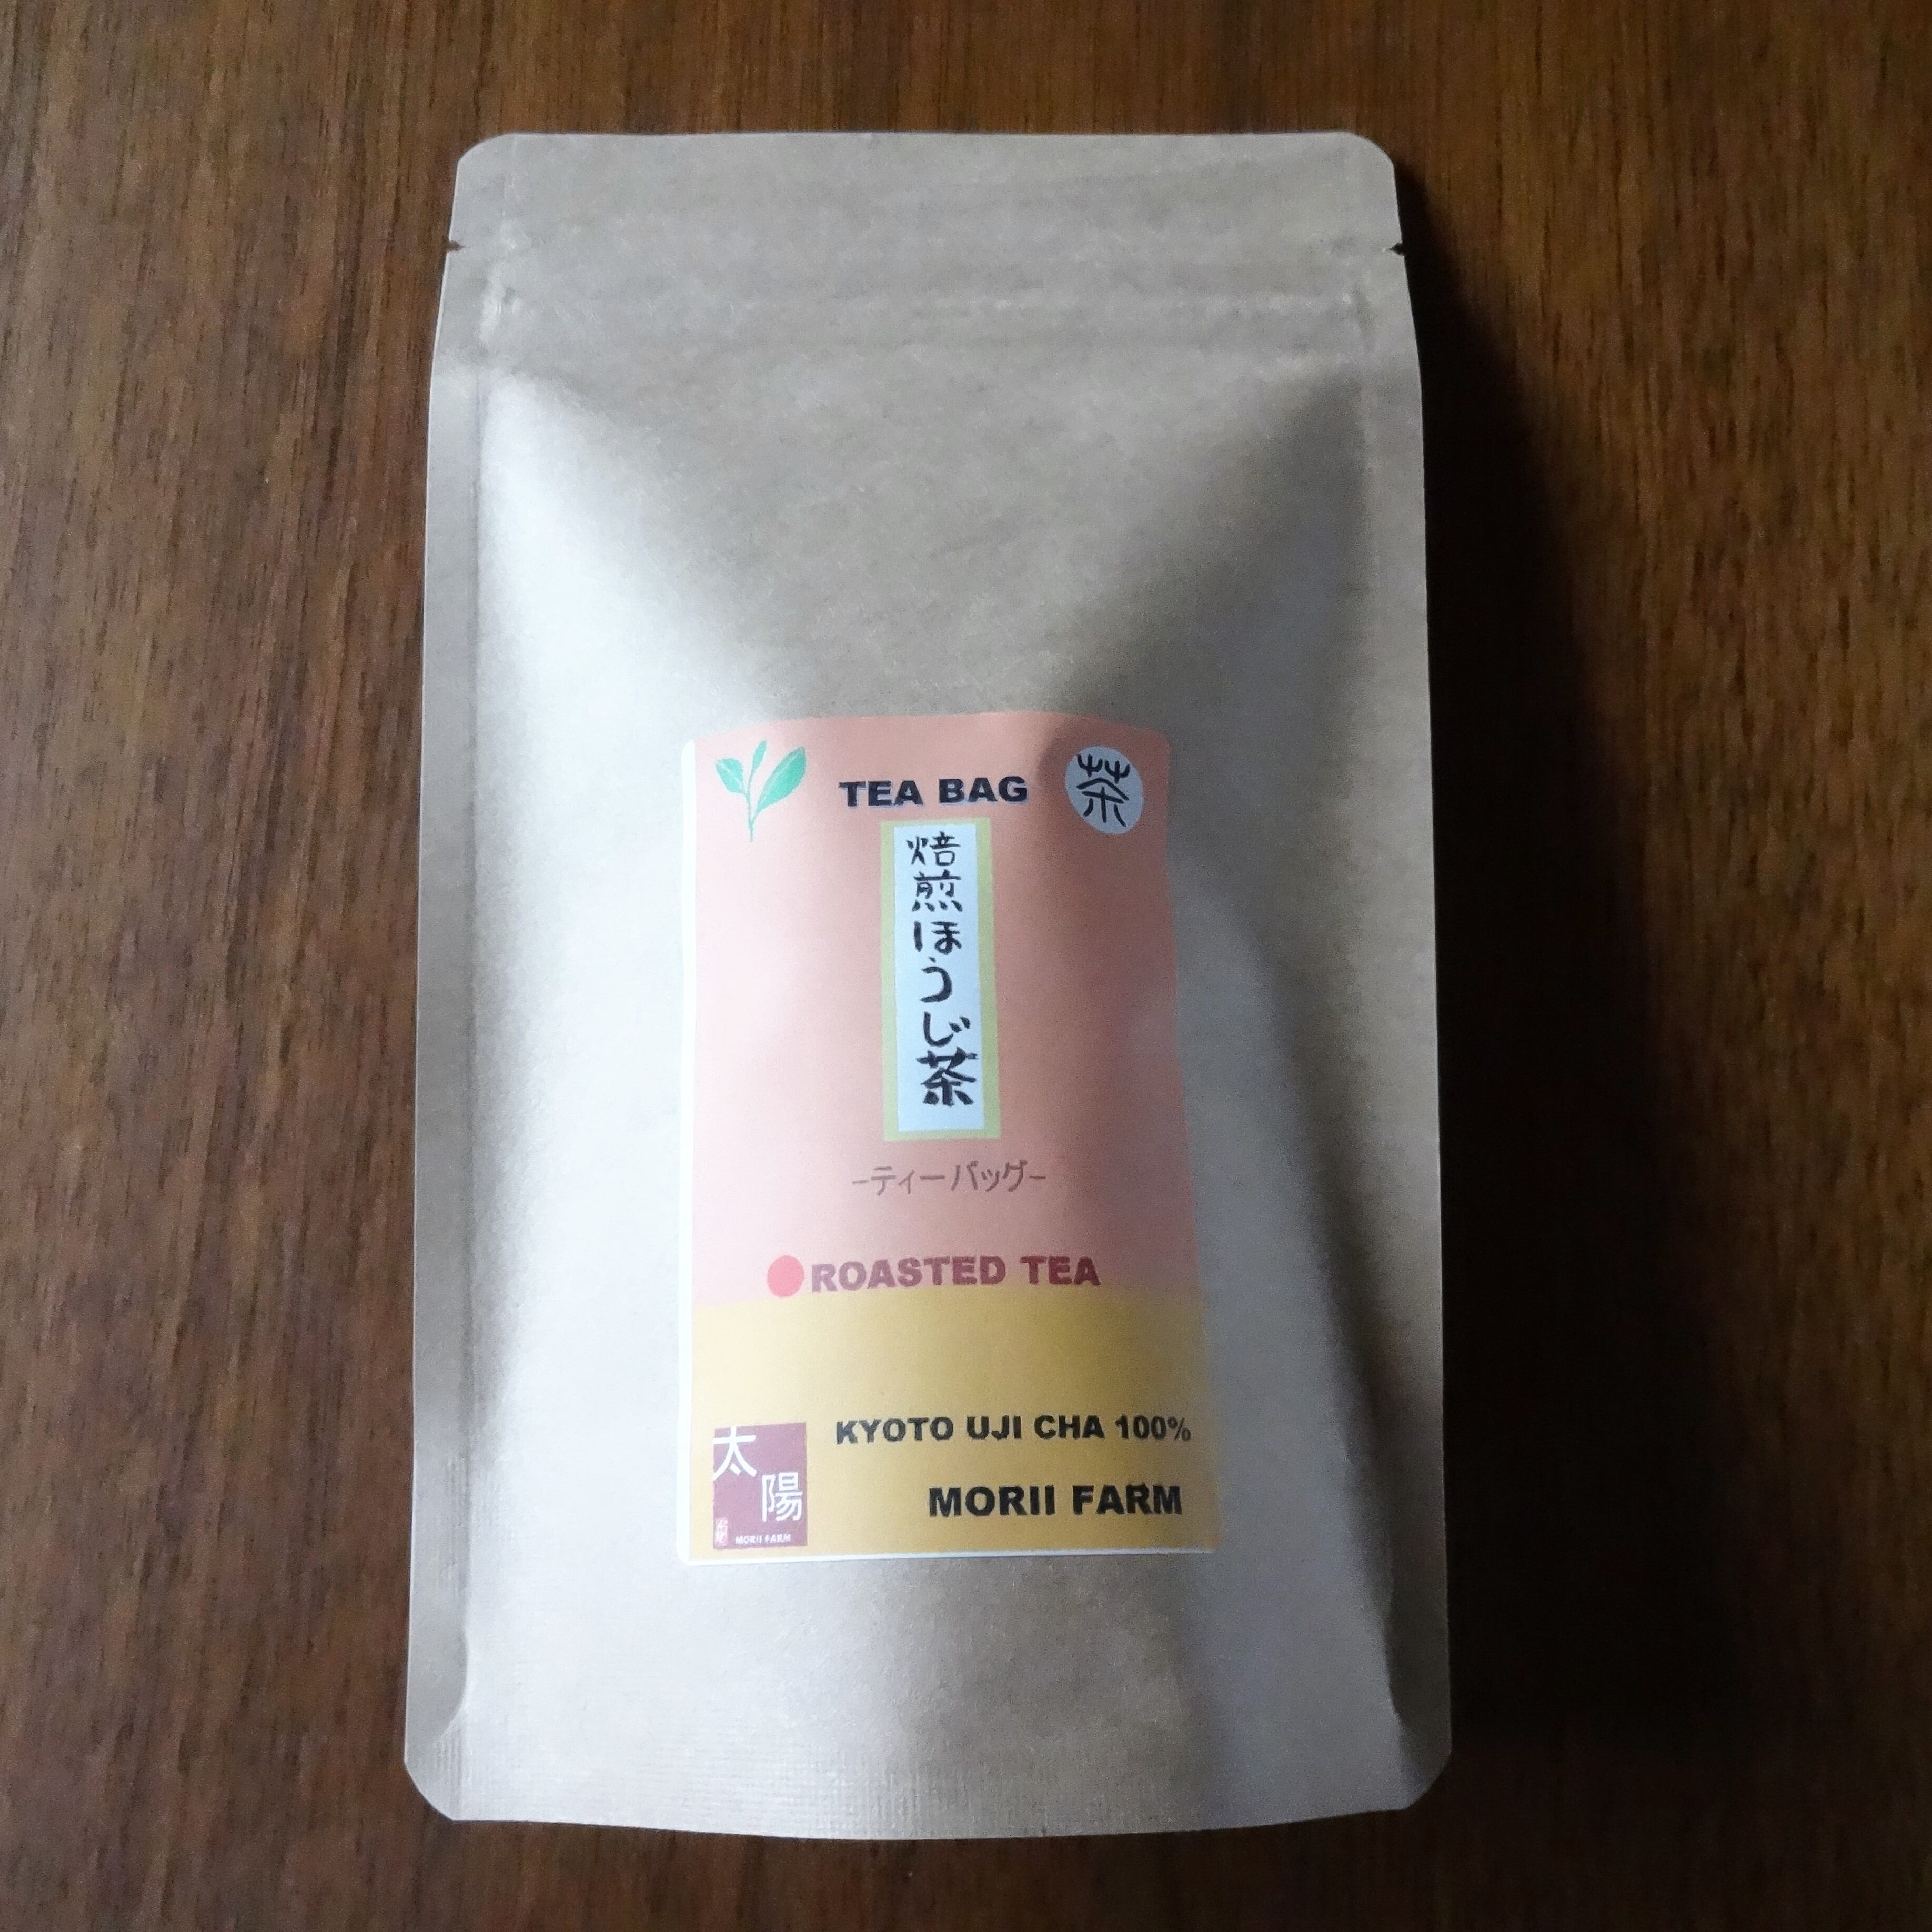 TEA BAG
茶
焙煎ほうじ茶
-ティーバッグ-
ROASTED TEA
KYOTO UJI CHA 100%
MORII FARM
太陽
MORII FARM